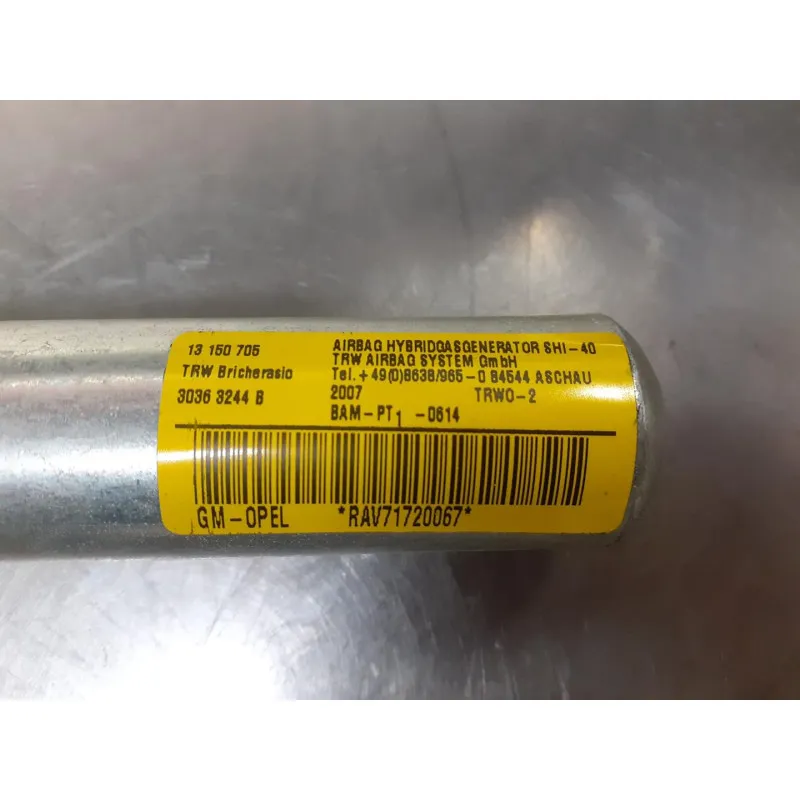 13 150 705
TRW Bricherasio
3036 3244 B
AIRBAG HYBRIDGASGENERATOR SHI-40
TRW AIRBAG SYSTEM GmbH
Tel.+49(0)8638/965-0 84544 ASCHAU
2007 TRWO-2
BAM-PT1-0614
GM-OPEL *RAV71720067*